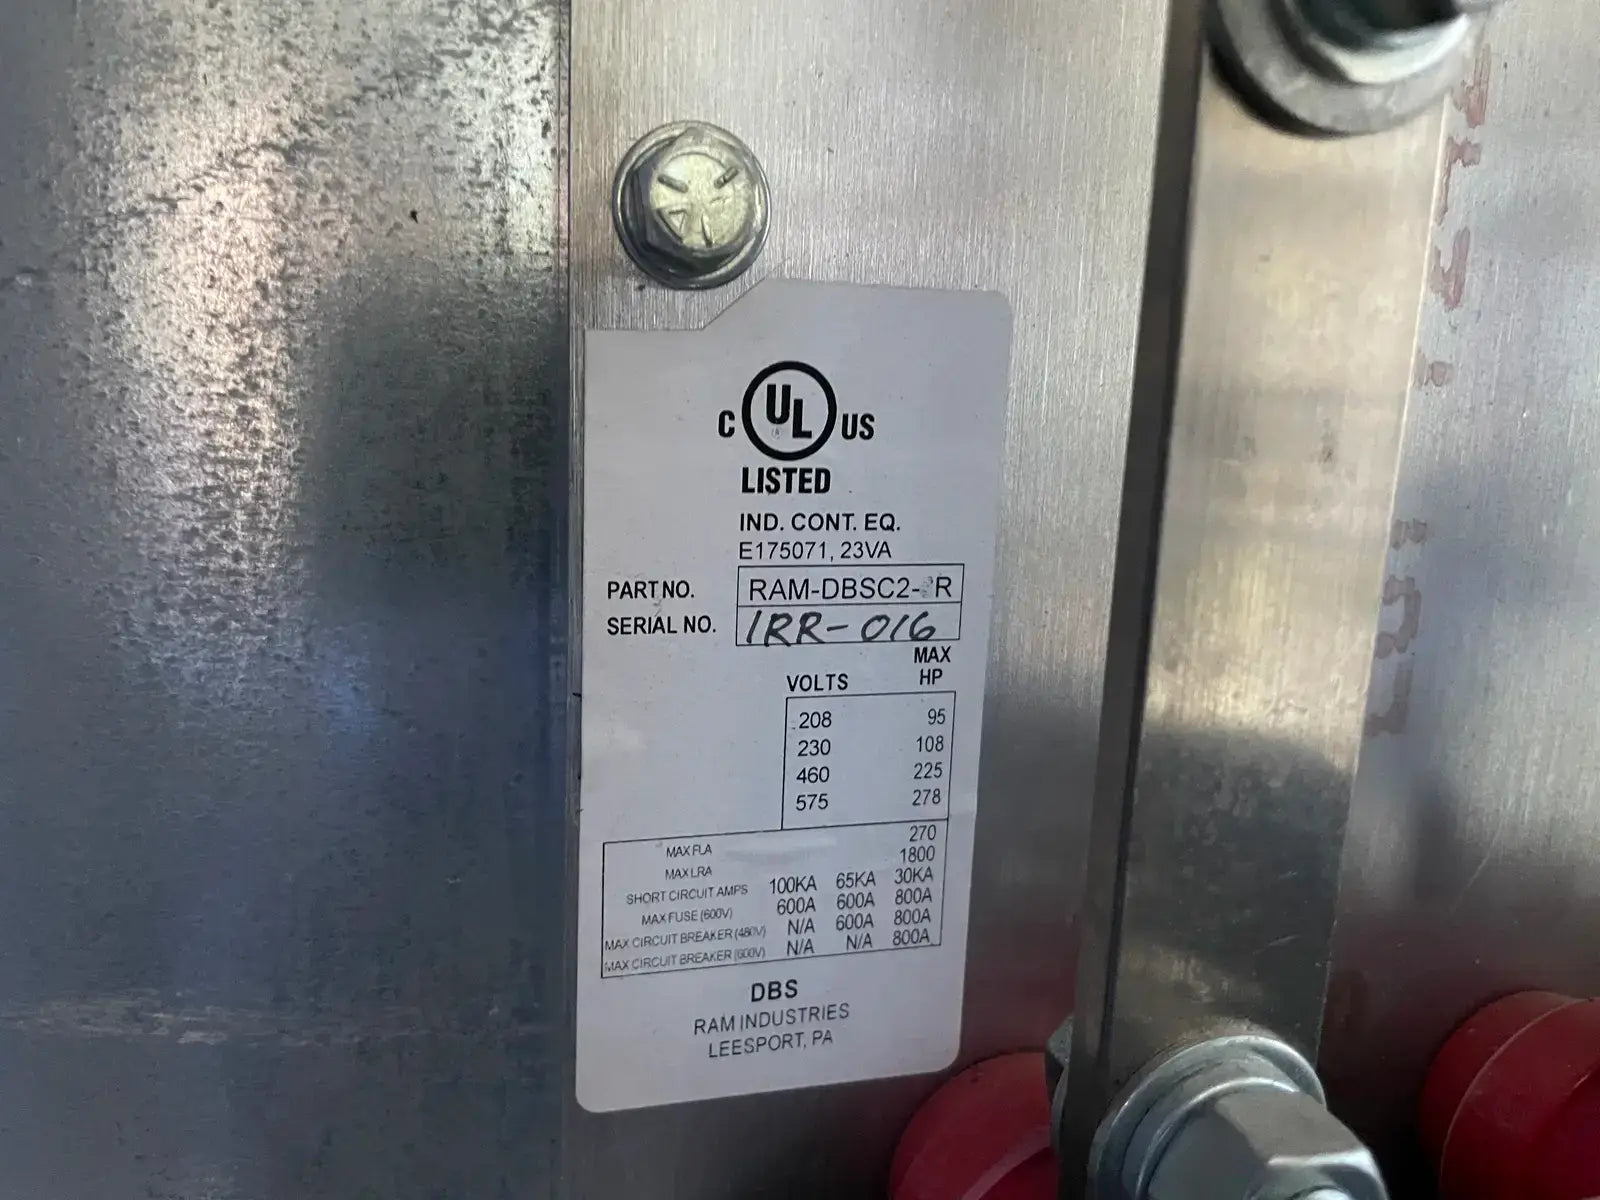 C UL US
LISTED
IND. CONT. EQ.
E175071, 23VA
PART NO. RAM-DBSC2- R
SERIAL NO. 1RR-016
VOLTS MAX HP
208 95
230 108
460 225
575 278
MAX FLA 270
MAX LRA 1800
SHORT CIRCUIT AMPS 100KA 65KA 30KA
MAX FUSE (600V) 600A 600A 800A
MAX CIRCUIT BREAKER (480V) N/A 600A 800A
MAX CIRCUIT BREAKER (600V) N/A N/A 800A
DBS
RAM INDUSTRIES
LEESPORT, PA